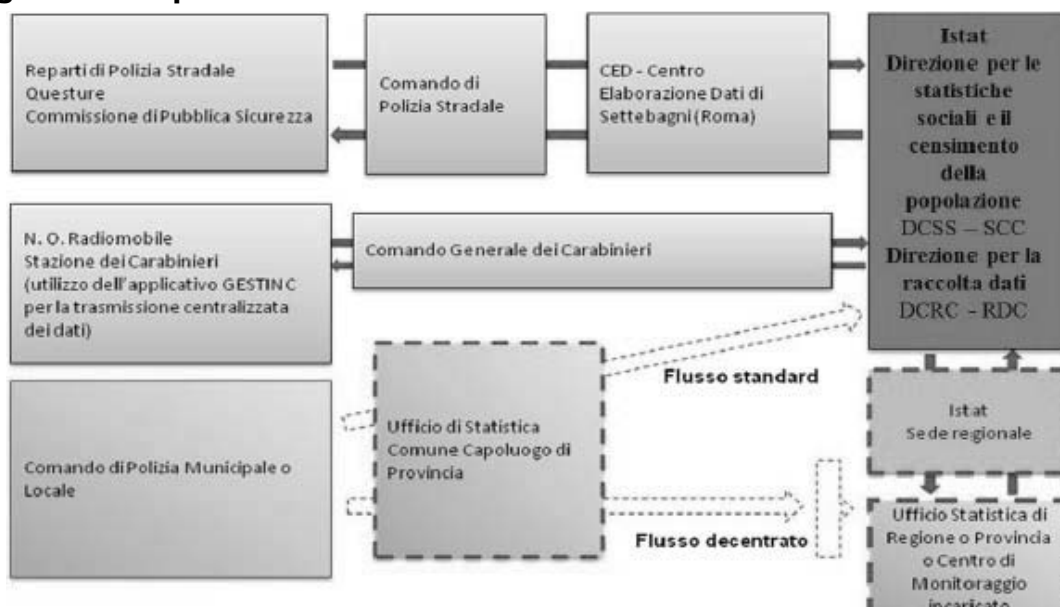 Reparti di Polizia Stradale
Questure
Commissione di Pubblica Sicurezza
Comando di
Polizia Stradale
CED - Centro
Elaborazione Dati di
Settebagni (Roma)
Istat
Direzione per le
statistiche
sociali e il
censimento
della
popolazione
DCSS – SCC
Direzione per la
raccolta dati
DCRC - RDC
N. O. Radiomobile
Stazione dei Carabinieri
(utilizzo dell'applicativo GESTINC
per la trasmissione centralizzata
dei dati)
Comando Generale dei Carabinieri
Comando di Polizia Municipale o
Locale
Ufficio di Statistica
Comune Capoluogo di
Provincia
Flusso standard
Flusso decentrato
Istat
Sede regionale
Ufficio Statistica di
Regione o Provincia
o Centro di
Monitoraggio
incaricato